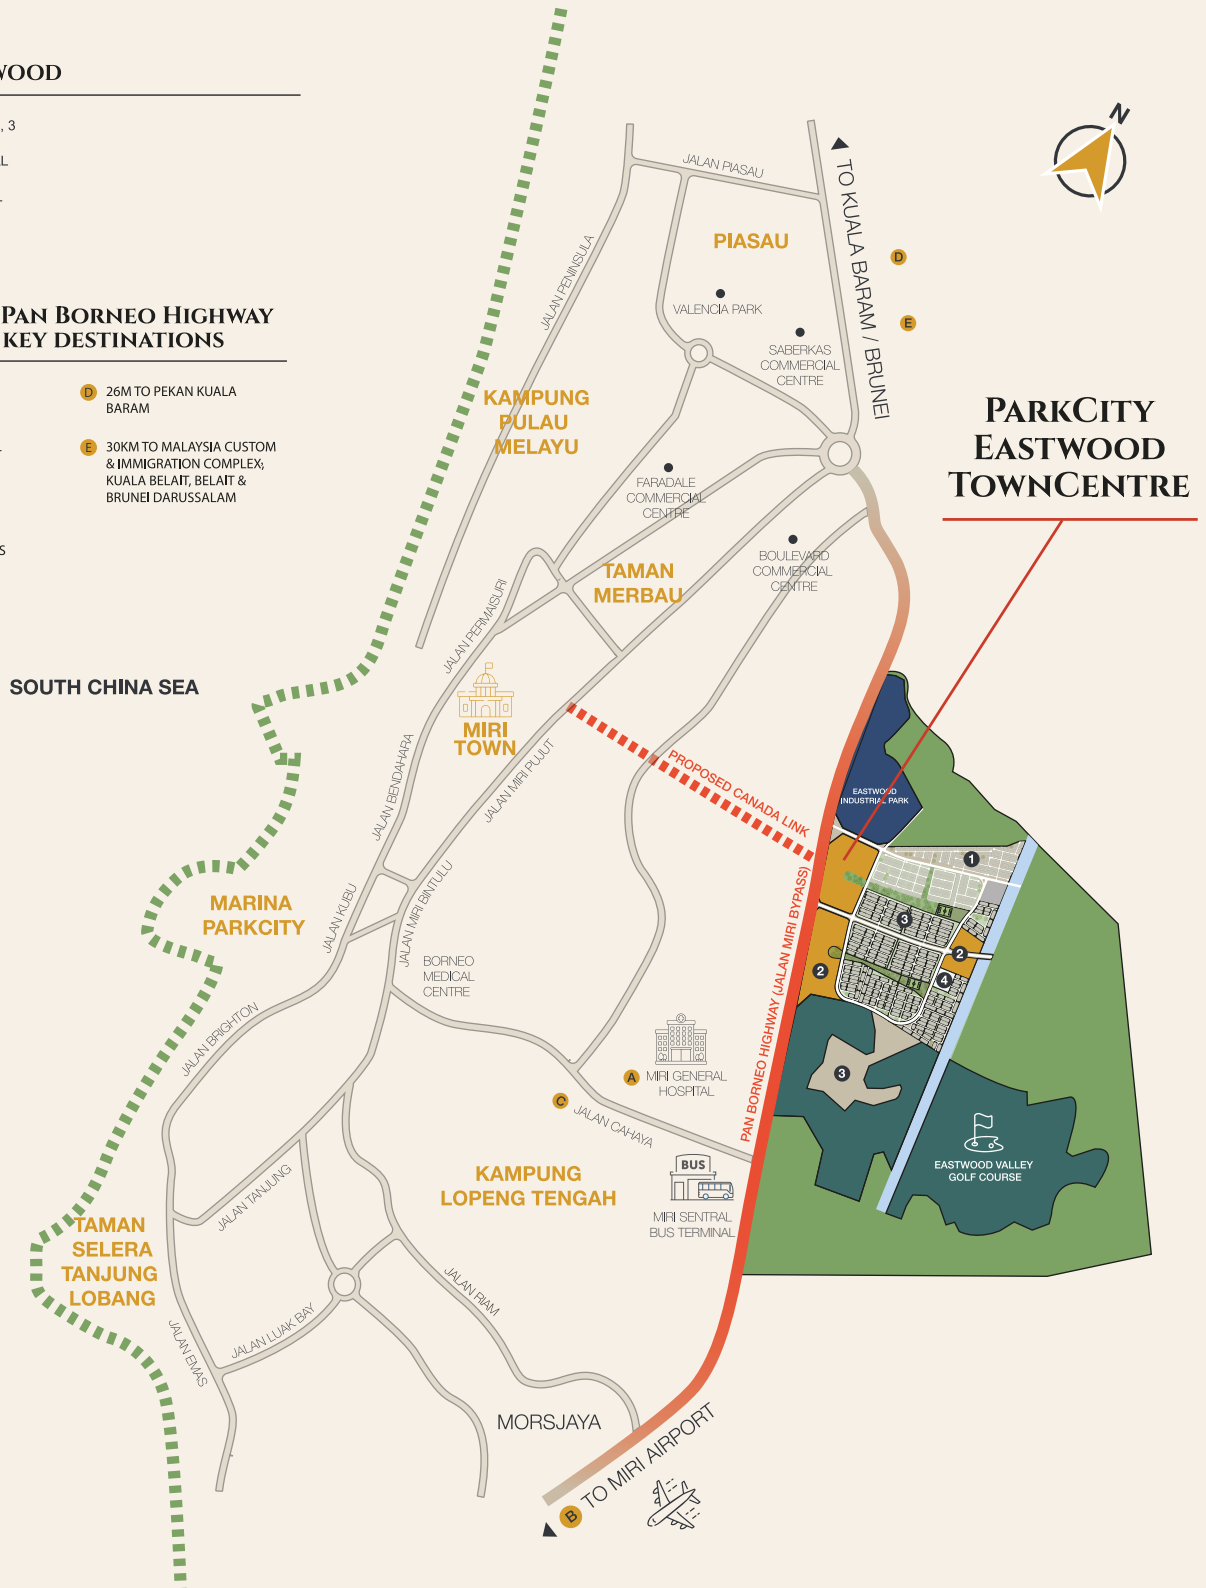 WOOD
, 3
L
PAN BORNEO HIGHWAY
KEY DESTINATIONS
D 26M TO PEKAN KUALA
BARAM
E 30KM TO MALAYSIA CUSTOM
& IMMIGRATION COMPLEX;
KUALA BELAIT, BELAIT &
BRUNEI DARUSSALAM
S
N
JALAN PIASAU
TO KUALA BARAM / BRUNEI
PIASAU
D
JALAN PENINSULA
VALENCIA PARK
E
SABERKAS
COMMERCIAL
CENTRE
KAMPUNG
PULAU
MELAYU
PARKCITY
EASTWOOD
TOWNCENTRE
FARADALE
COMMERCIAL
CENTRE
BOULEVARD
COMMERCIAL
CENTRE
TAMAN
MERBAU
JALAN PERMAISURI
SOUTH CHINA SEA
MIRI
TOWN
JALAN BENDAHARA
JALAN MIRI PUJUT
PROPOSED CANADA LINK
EASTWOOD
INDUSTRIAL PARK
1
MARINA
PARKCITY
JALAN KUBU
JALAN MIRI BINTULU
3
2
2
4
BORNEO
MEDICAL
CENTRE
PAN BORNEO HIGHWAY (JALAN MIRI BYPASS)
JALAN BRIGHTON
A
MIRI GENERAL
HOSPITAL
3
C
JALAN CAHAYA
BUS
MIRI SENTRAL
BUS TERMINAL
EASTWOOD VALLEY
GOLF COURSE
KAMPUNG
LOPENG TENGAH
JALAN TANJUNG
TAMAN
SELERA
TANJUNG
LOBANG
JALAN RIAM
JALAN LUAK BAY
JALAN EMAS
MORSJAYA
B TO MIRI AIRPORT